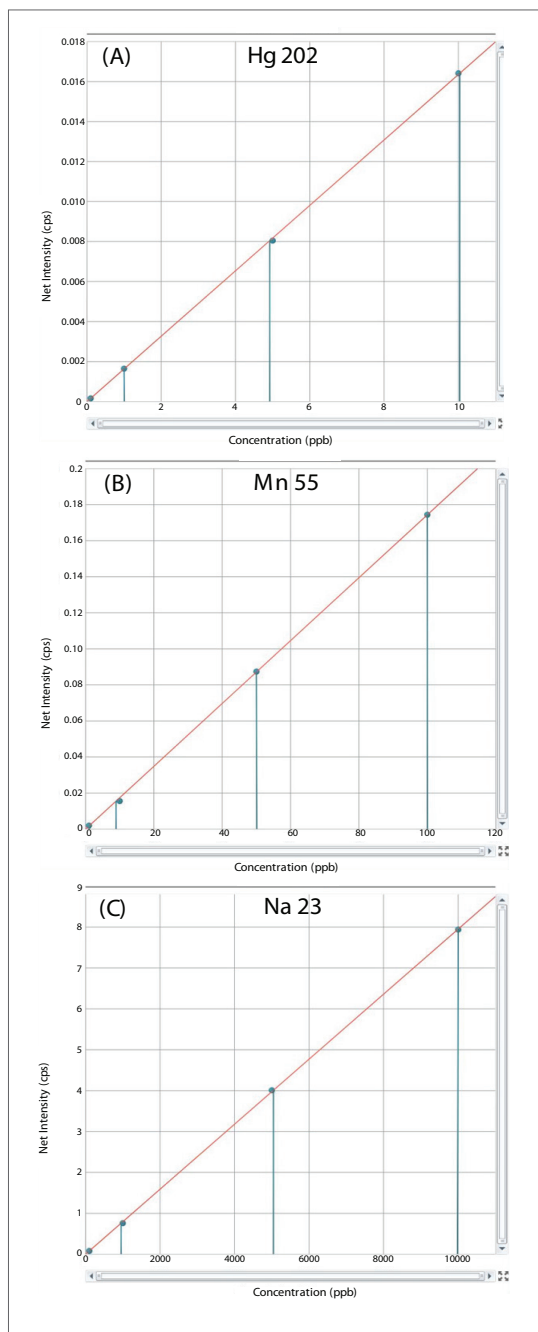 (A) Hg 202
0.018
0.016
0.014
0.012
0.010
0.008
0.006
0.004
0.002
0
Net Intensity (cps)
0 2 4 6 8 10
Concentration (ppb)
(B) Mn 55
0.2
0.18
0.16
0.14
0.12
0.10
0.08
0.06
0.04
0.02
0
Net Intensity (cps)
0 20 40 60 80 100 120
Concentration (ppb)
(C) Na 23
9
8
7
6
5
4
3
2
1
0
Net Intensity (cps)
0 2000 4000 6000 8000 10000
Concentration (ppb)